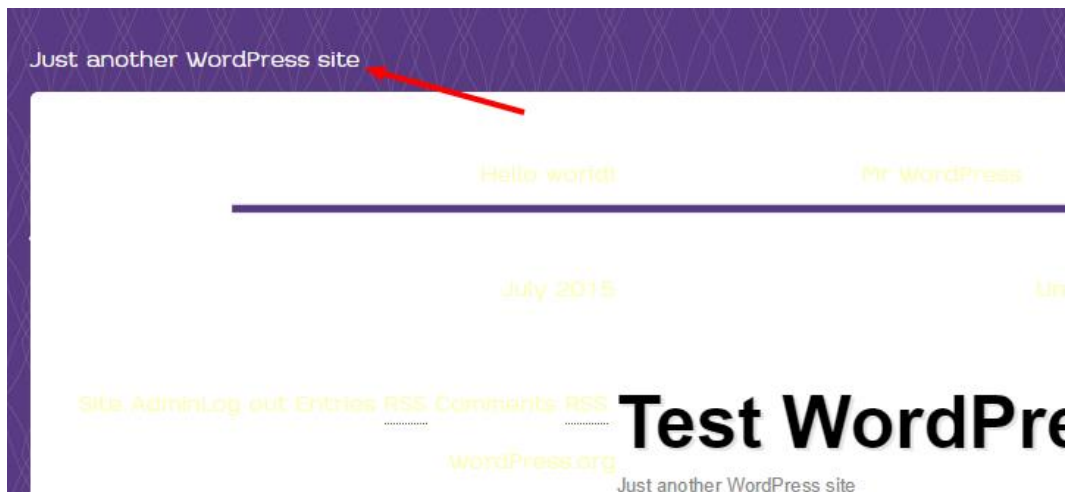 Just another WordPress site
Hello world! Mr WordPress
July 2015 Un
Site AdminLog out Entries RSS Comments RSS
Test WordPre
WordPress.org
Just another WordPress site